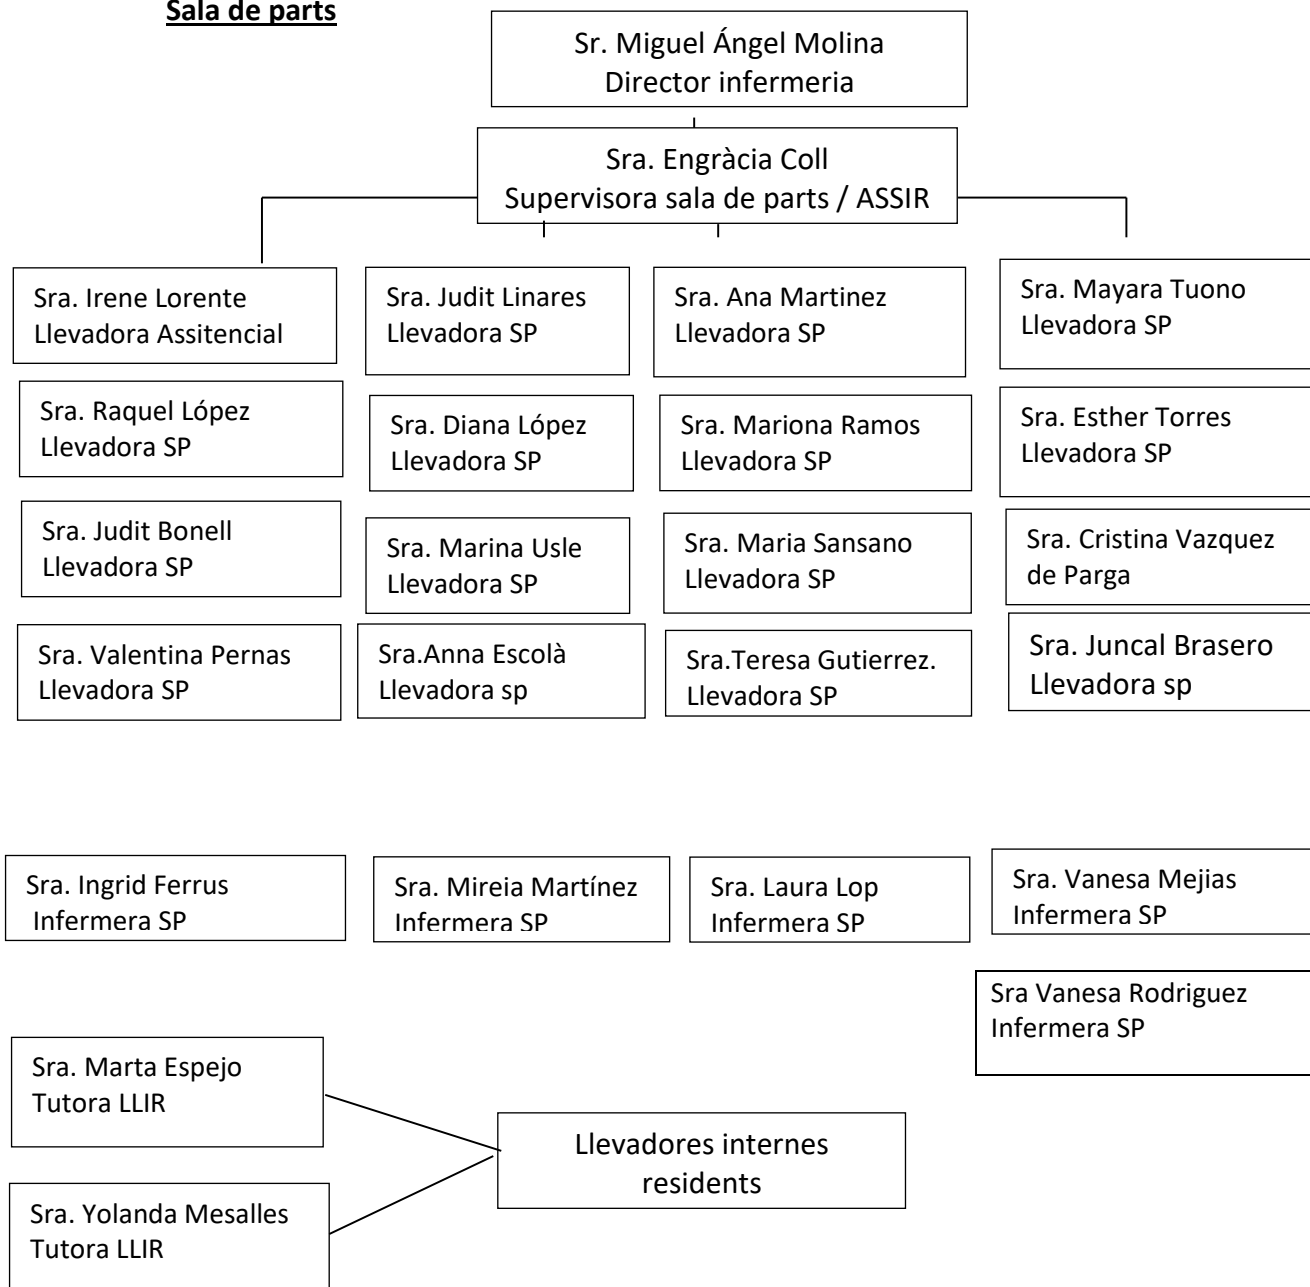 Sala de parts
Sr. Miguel Ángel Molina
Director infermeria
Sra. Engràcia Coll
Supervisora sala de parts / ASSIR
Sra. Irene Lorente
Llevadora Assitencial
Sra. Judit Linares
Llevadora SP
Sra. Ana Martinez
Llevadora SP
Sra. Mayara Tuono
Llevadora SP
Sra. Raquel López
Llevadora SP
Sra. Diana López
Llevadora SP
Sra. Mariona Ramos
Llevadora SP
Sra. Esther Torres
Llevadora SP
Sra. Judit Bonell
Llevadora SP
Sra. Marina Usle
Llevadora SP
Sra. Maria Sansano
Llevadora SP
Sra. Cristina Vazquez
de Parga
Sra. Valentina Pernas
Llevadora SP
Sra.Anna Escolà
Llevadora sp
Sra.Teresa Gutierrez.
Llevadora SP
Sra. Juncal Brasero
Llevadora sp
Sra. Ingrid Ferrus
Infermera SP
Sra. Mireia Martínez
Infermera SP
Sra. Laura Lop
Infermera SP
Sra. Vanesa Mejias
Infermera SP
Sra Vanesa Rodriguez
Infermera SP
Sra. Marta Espejo
Tutora LLIR
Llevadores internes
residents
Sra. Yolanda Mesalles
Tutora LLIR